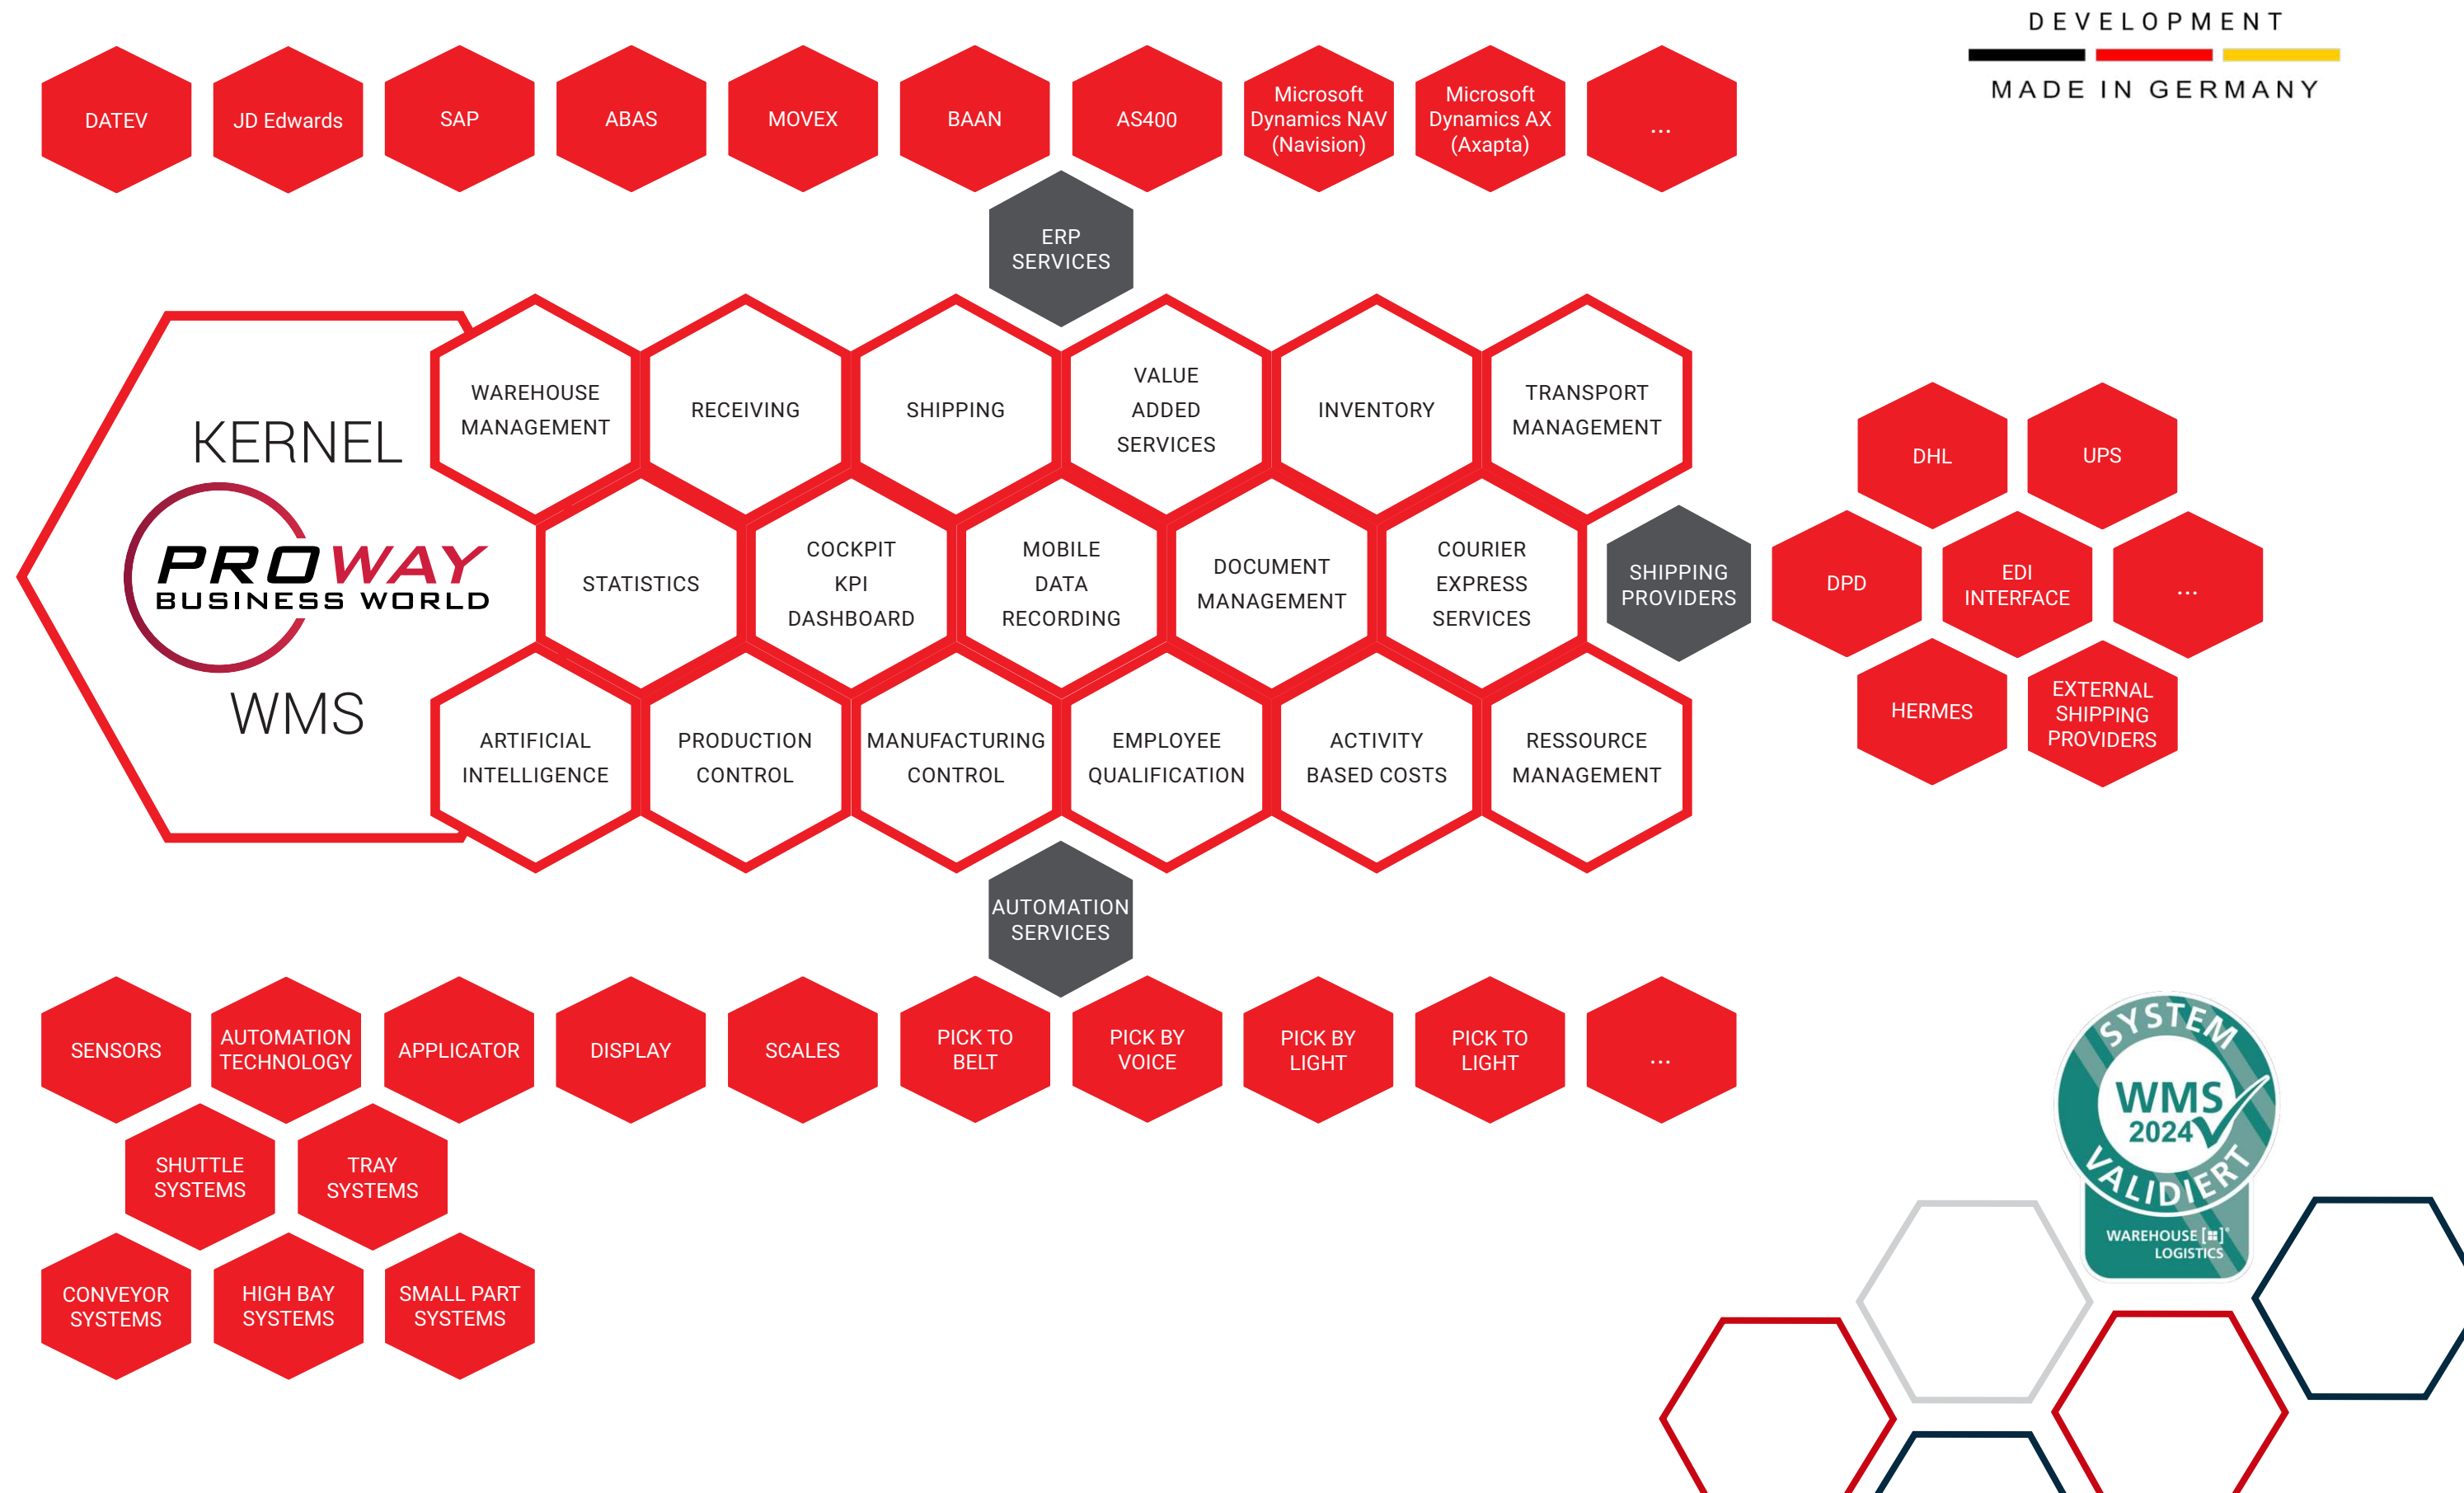 DEVELOPMENT
MADE IN GERMANY
DATEV
JD Edwards
SAP
ABAS
MOVEX
BAAN
AS400
Microsoft
Dynamics NAV
(Navision)
Microsoft
Dynamics AX
(Axapta)
...
ERP
SERVICES
KERNEL
PROWAY
BUSINESS WORLD
WMS
WAREHOUSE
MANAGEMENT
RECEIVING
SHIPPING
VALUE
ADDED
SERVICES
INVENTORY
TRANSPORT
MANAGEMENT
STATISTICS
COCKPIT
KPI
DASHBOARD
MOBILE
DATA
RECORDING
DOCUMENT
MANAGEMENT
COURIER
EXPRESS
SERVICES
ARTIFICIAL
INTELLIGENCE
PRODUCTION
CONTROL
MANUFACTURING
CONTROL
EMPLOYEE
QUALIFICATION
ACTIVITY
BASED COSTS
RESSOURCE
MANAGEMENT
SHIPPING
PROVIDERS
DHL
UPS
DPD
EDI
INTERFACE
...
HERMES
EXTERNAL
SHIPPING
PROVIDERS
AUTOMATION
SERVICES
SENSORS
AUTOMATION
TECHNOLOGY
APPLICATOR
DISPLAY
SCALES
PICK TO
BELT
PICK BY
VOICE
PICK BY
LIGHT
PICK TO
LIGHT
...
SHUTTLE
SYSTEMS
TRAY
SYSTEMS
CONVEYOR
SYSTEMS
HIGH BAY
SYSTEMS
SMALL PART
SYSTEMS
SYSTEM
WMS
2024
VALIDIERT
WAREHOUSE
LOGISTICS